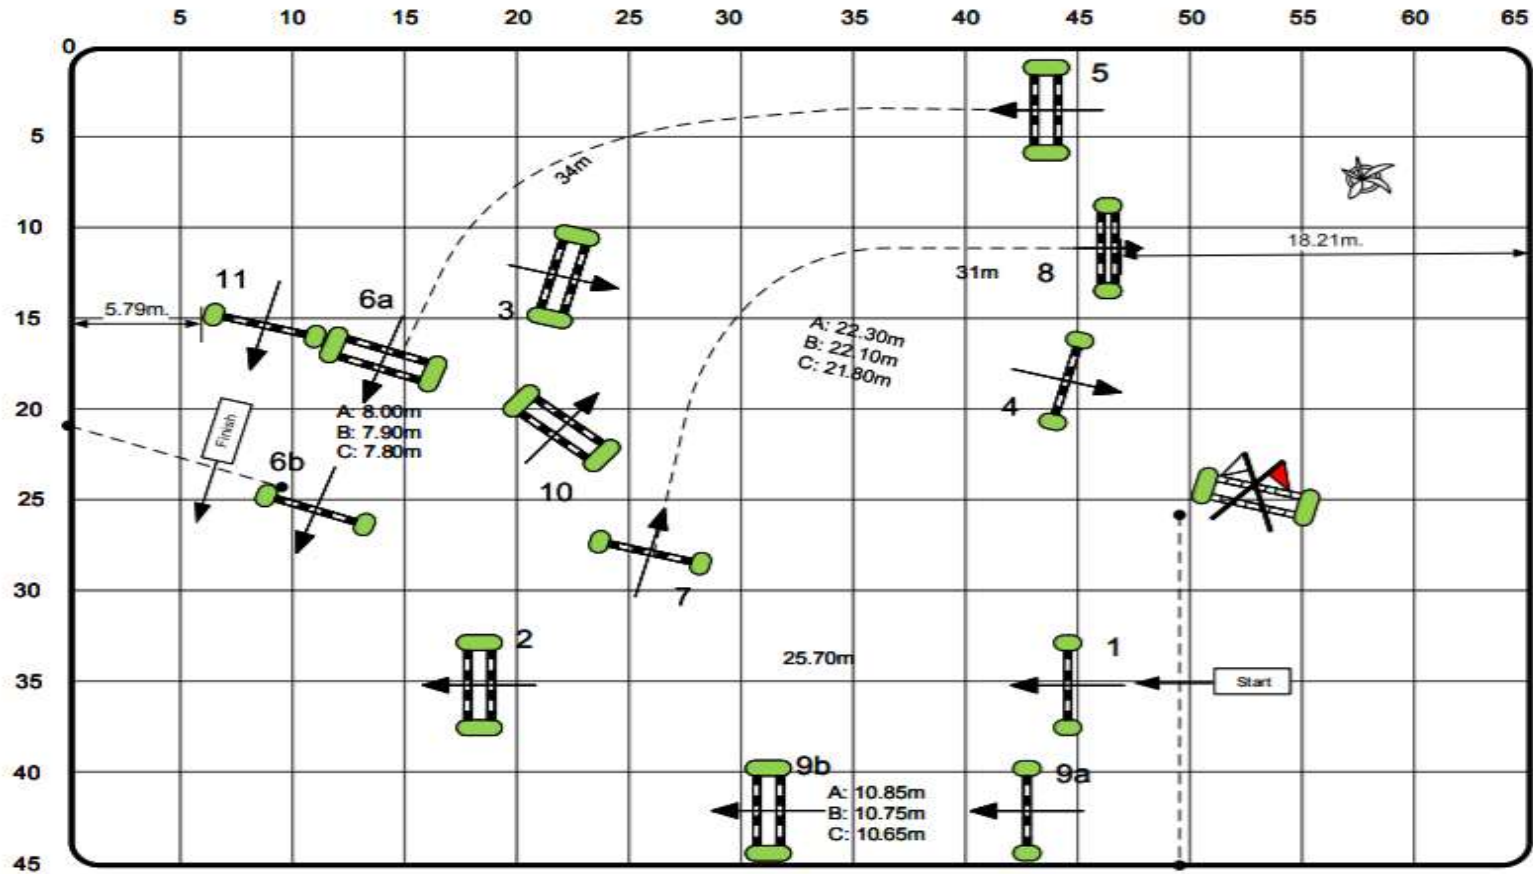 5 10 15 20 25 30 35 40 45 50 55 60 65
0
5
5
34m
10
18.21m.
31m
8
11
6a
5.79m.
3
15
A: 22.30m
B: 22.10m
C: 21.80m
20
4
A: 8.00m
B: 7.90m
C: 7.80m
Finish
6b
10
25
30
7
2
1
25.70m
35
Start
40
9b
9a
A: 10.85m
B: 10.75m
C: 10.65m
45